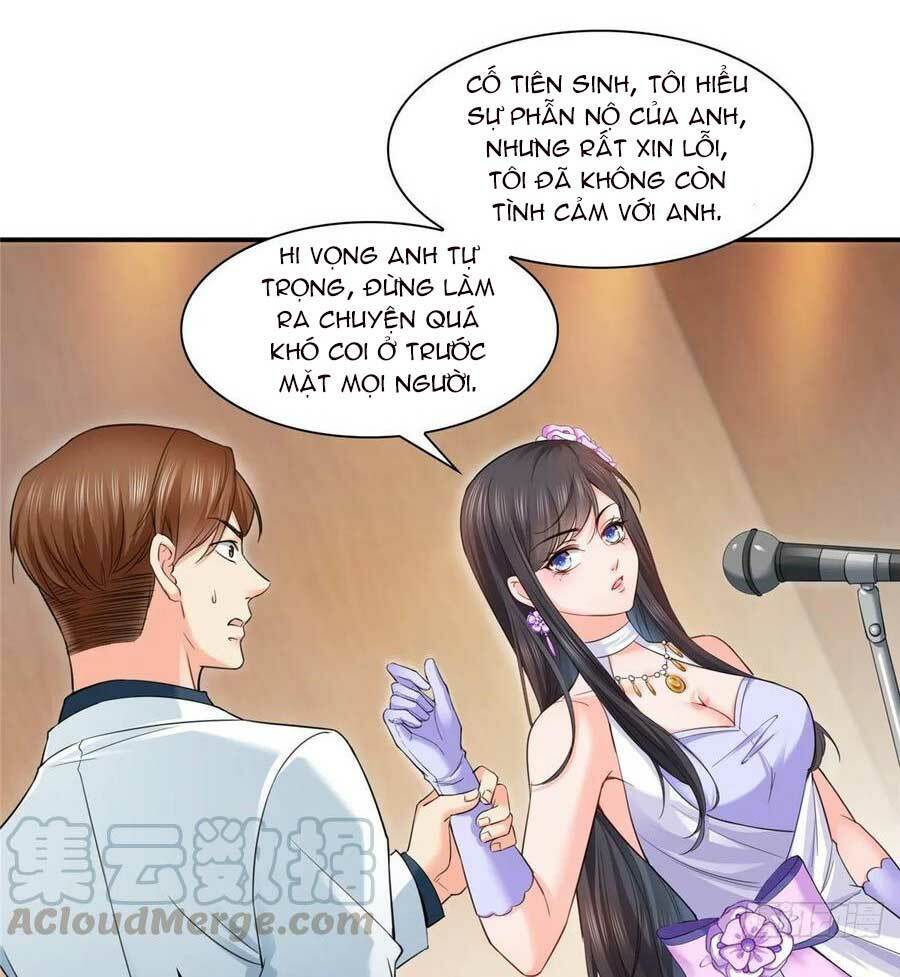 CỐ TIÊN SINH, TÔI HIỂU
SỰ PHẪN NỘ CỦA ANH,
NHƯNG RẤT XIN LỖI,
TÔI ĐÃ KHÔNG CÒN
TÌNH CẢM VỚI ANH.
HI VỌNG ANH TỰ
TRỌNG, ĐỪNG LÀM
RA CHUYỆN QUÁ
KHÓ COI Ở TRƯỚC
MẶT MỌI NGƯỜI.
集云数据
ACloudMerge.com